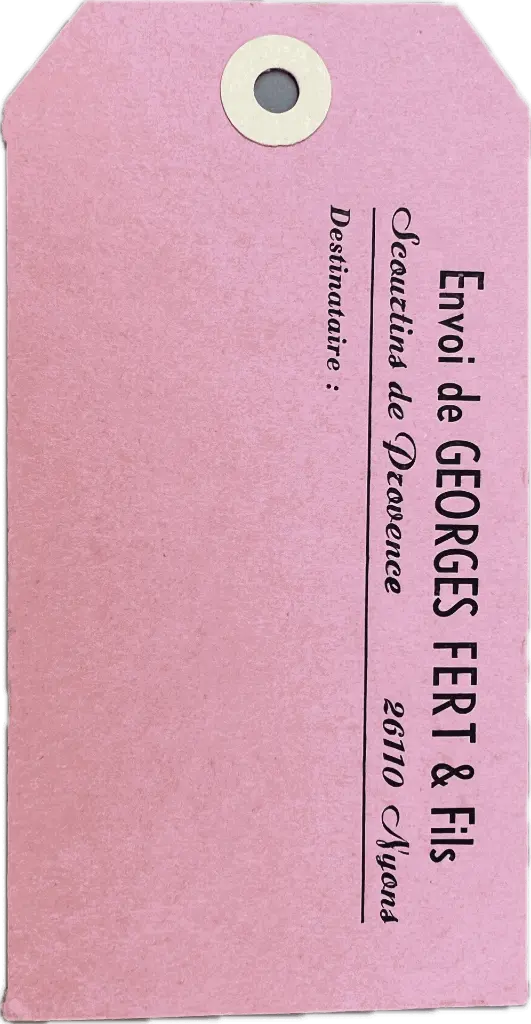 Envoi de GEORGES FERT & Fils
Scourtins de Provence 26110 Nyons
Destinataire :